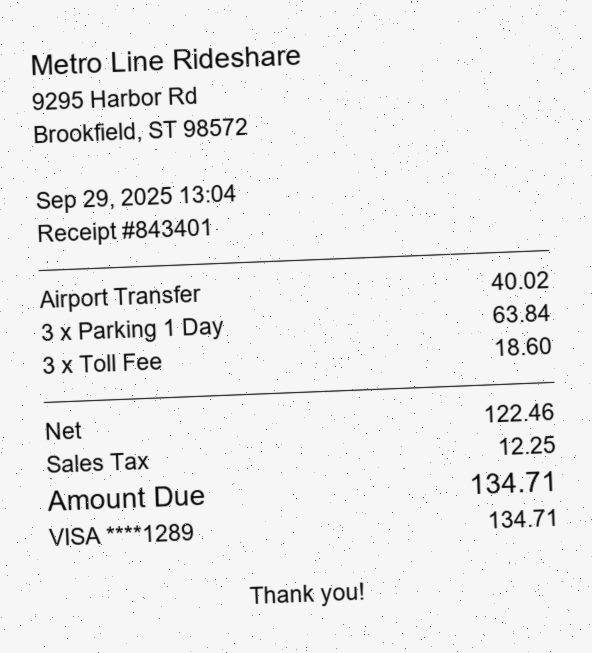 Metro Line Rideshare
9295 Harbor Rd
Brookfield, ST 98572
Sep 29, 2025 13:04
Receipt #843401
Airport Transfer 40.02
3 x Parking 1 Day 63.84
3 x Toll Fee 18.60
Net 122.46
Sales Tax 12.25
Amount Due 134.71
VISA ****1289 134.71
Thank you!